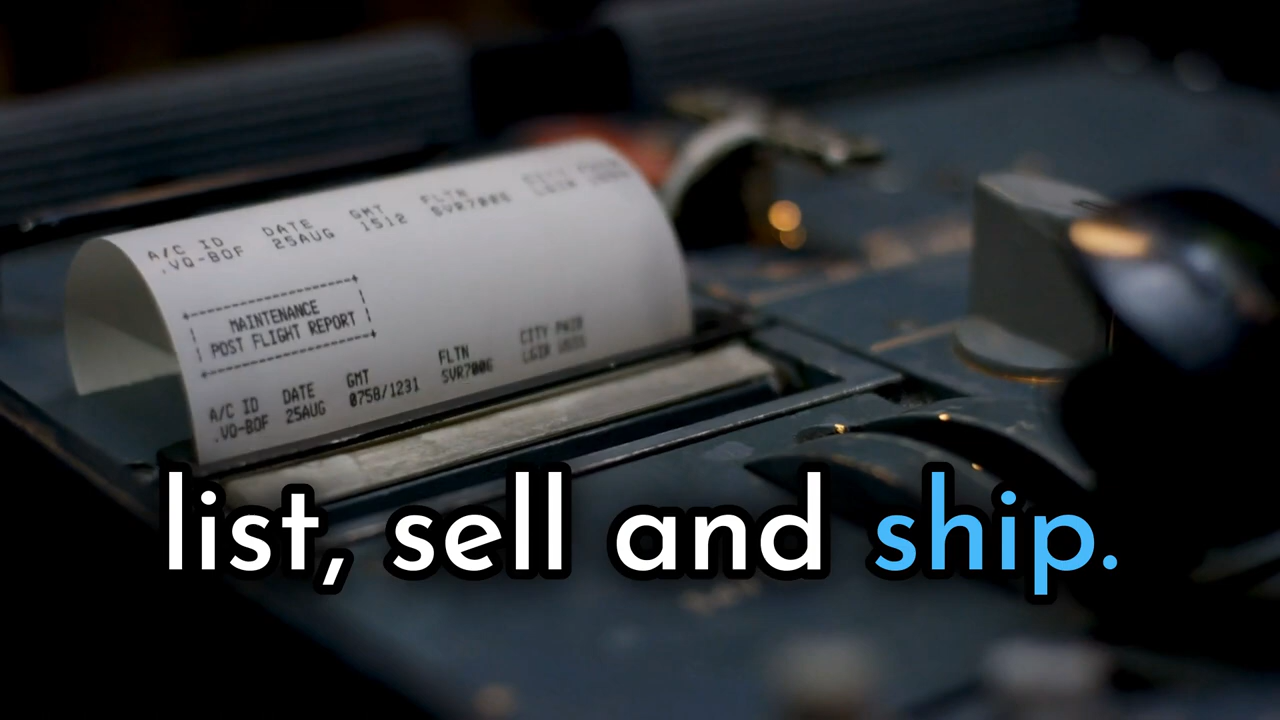 A/C ID DATE GMT FLTN
.VQ-BOF 25AUG 1512 SVR7006
MAINTENANCE
POST FLIGHT REPORT
A/C ID DATE GMT FLTN CITY PAIR
.VQ-BOF 25AUG 0758/1231 SVR7006
list, sell and ship.